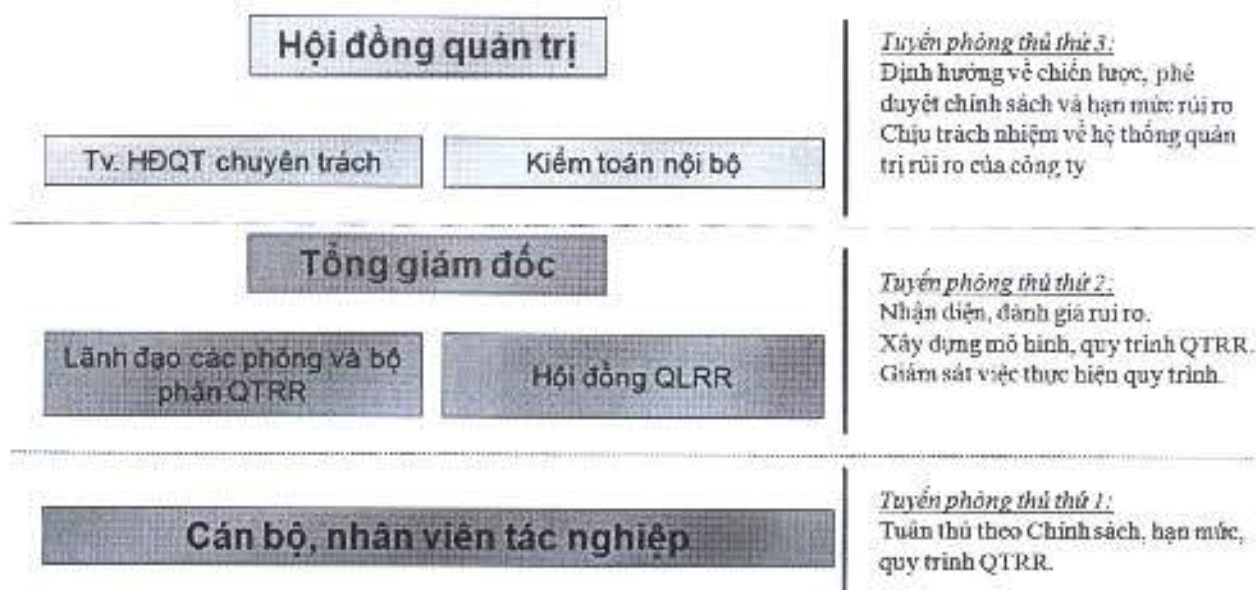 Hội đồng quản trị
Tv. HĐQT chuyên trách
Kiểm toán nội bộ
Tuyến phòng thủ thứ 3:
Định hướng về chiến lược, phê
duyệt chính sách và hạn mức rủi ro
Chịu trách nhiệm về hệ thống quản
trị rủi ro của công ty
Tổng giám đốc
Lãnh đạo các phòng và bộ
phận QTRR
Hội đồng QLRR
Tuyến phòng thủ thứ 2:
Nhận diện, đánh giá rui ro.
Xây dựng mô hình, quy trình QTRR.
Giám sát việc thực hiện quy trình.
Cán bộ, nhân viên tác nghiệp
Tuyến phòng thủ thứ 1:
Tuân thủ theo Chính sách, hạn mức,
quy trình QTRR.